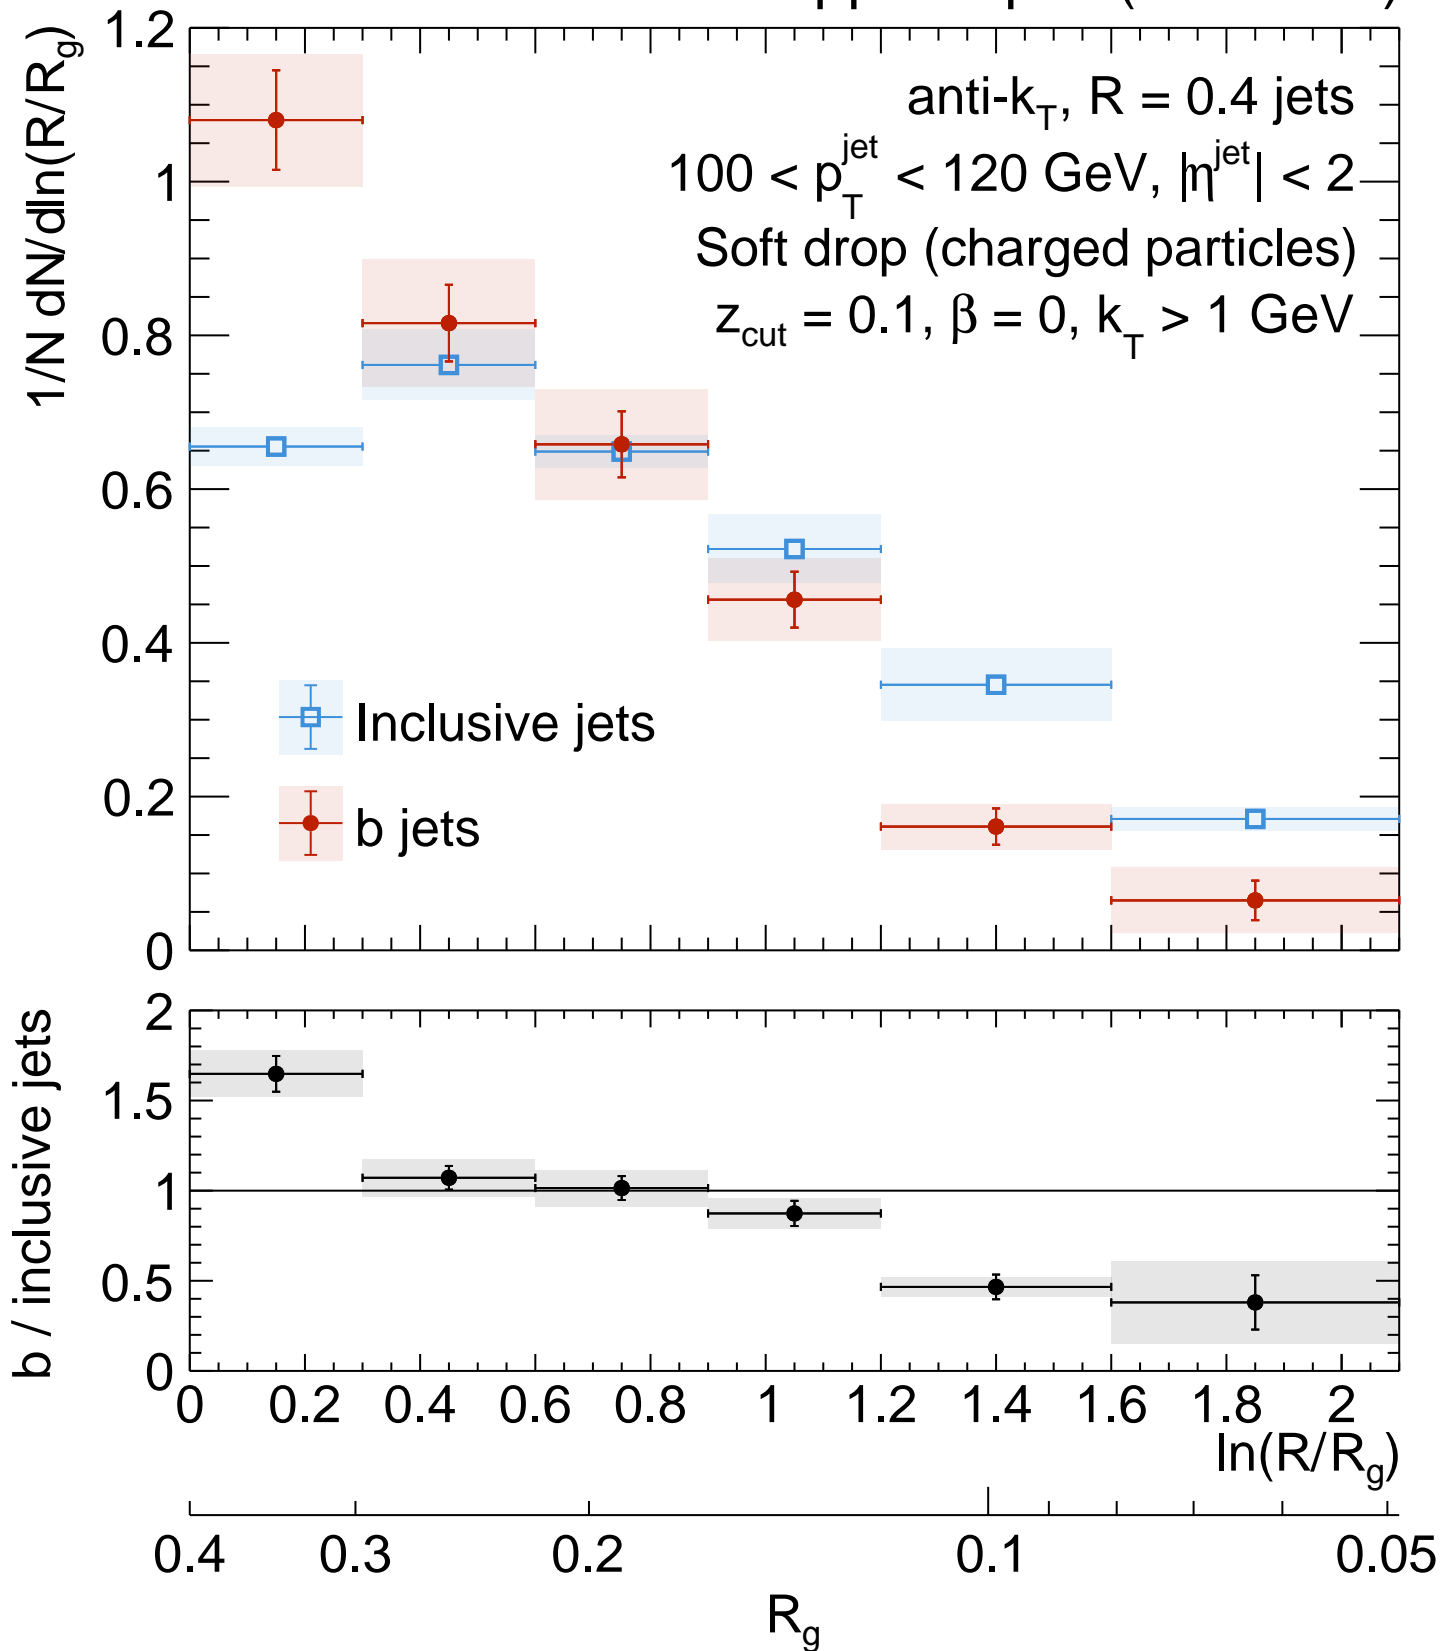 1/N dN/dln(R/R_g)
1.2
1
0.8
0.6
0.4
0.2
0
anti-k_T, R = 0.4 jets
100 < p_T^jet < 120 GeV, |η^jet| < 2
Soft drop (charged particles)
z_cut = 0.1, β = 0, k_T > 1 GeV
Inclusive jets
b jets
b / inclusive jets
2
1.5
1
0.5
0
0 0.2 0.4 0.6 0.8 1 1.2 1.4 1.6 1.8 2
ln(R/R_g)
0.4 0.3 0.2 0.1 0.05
R_g